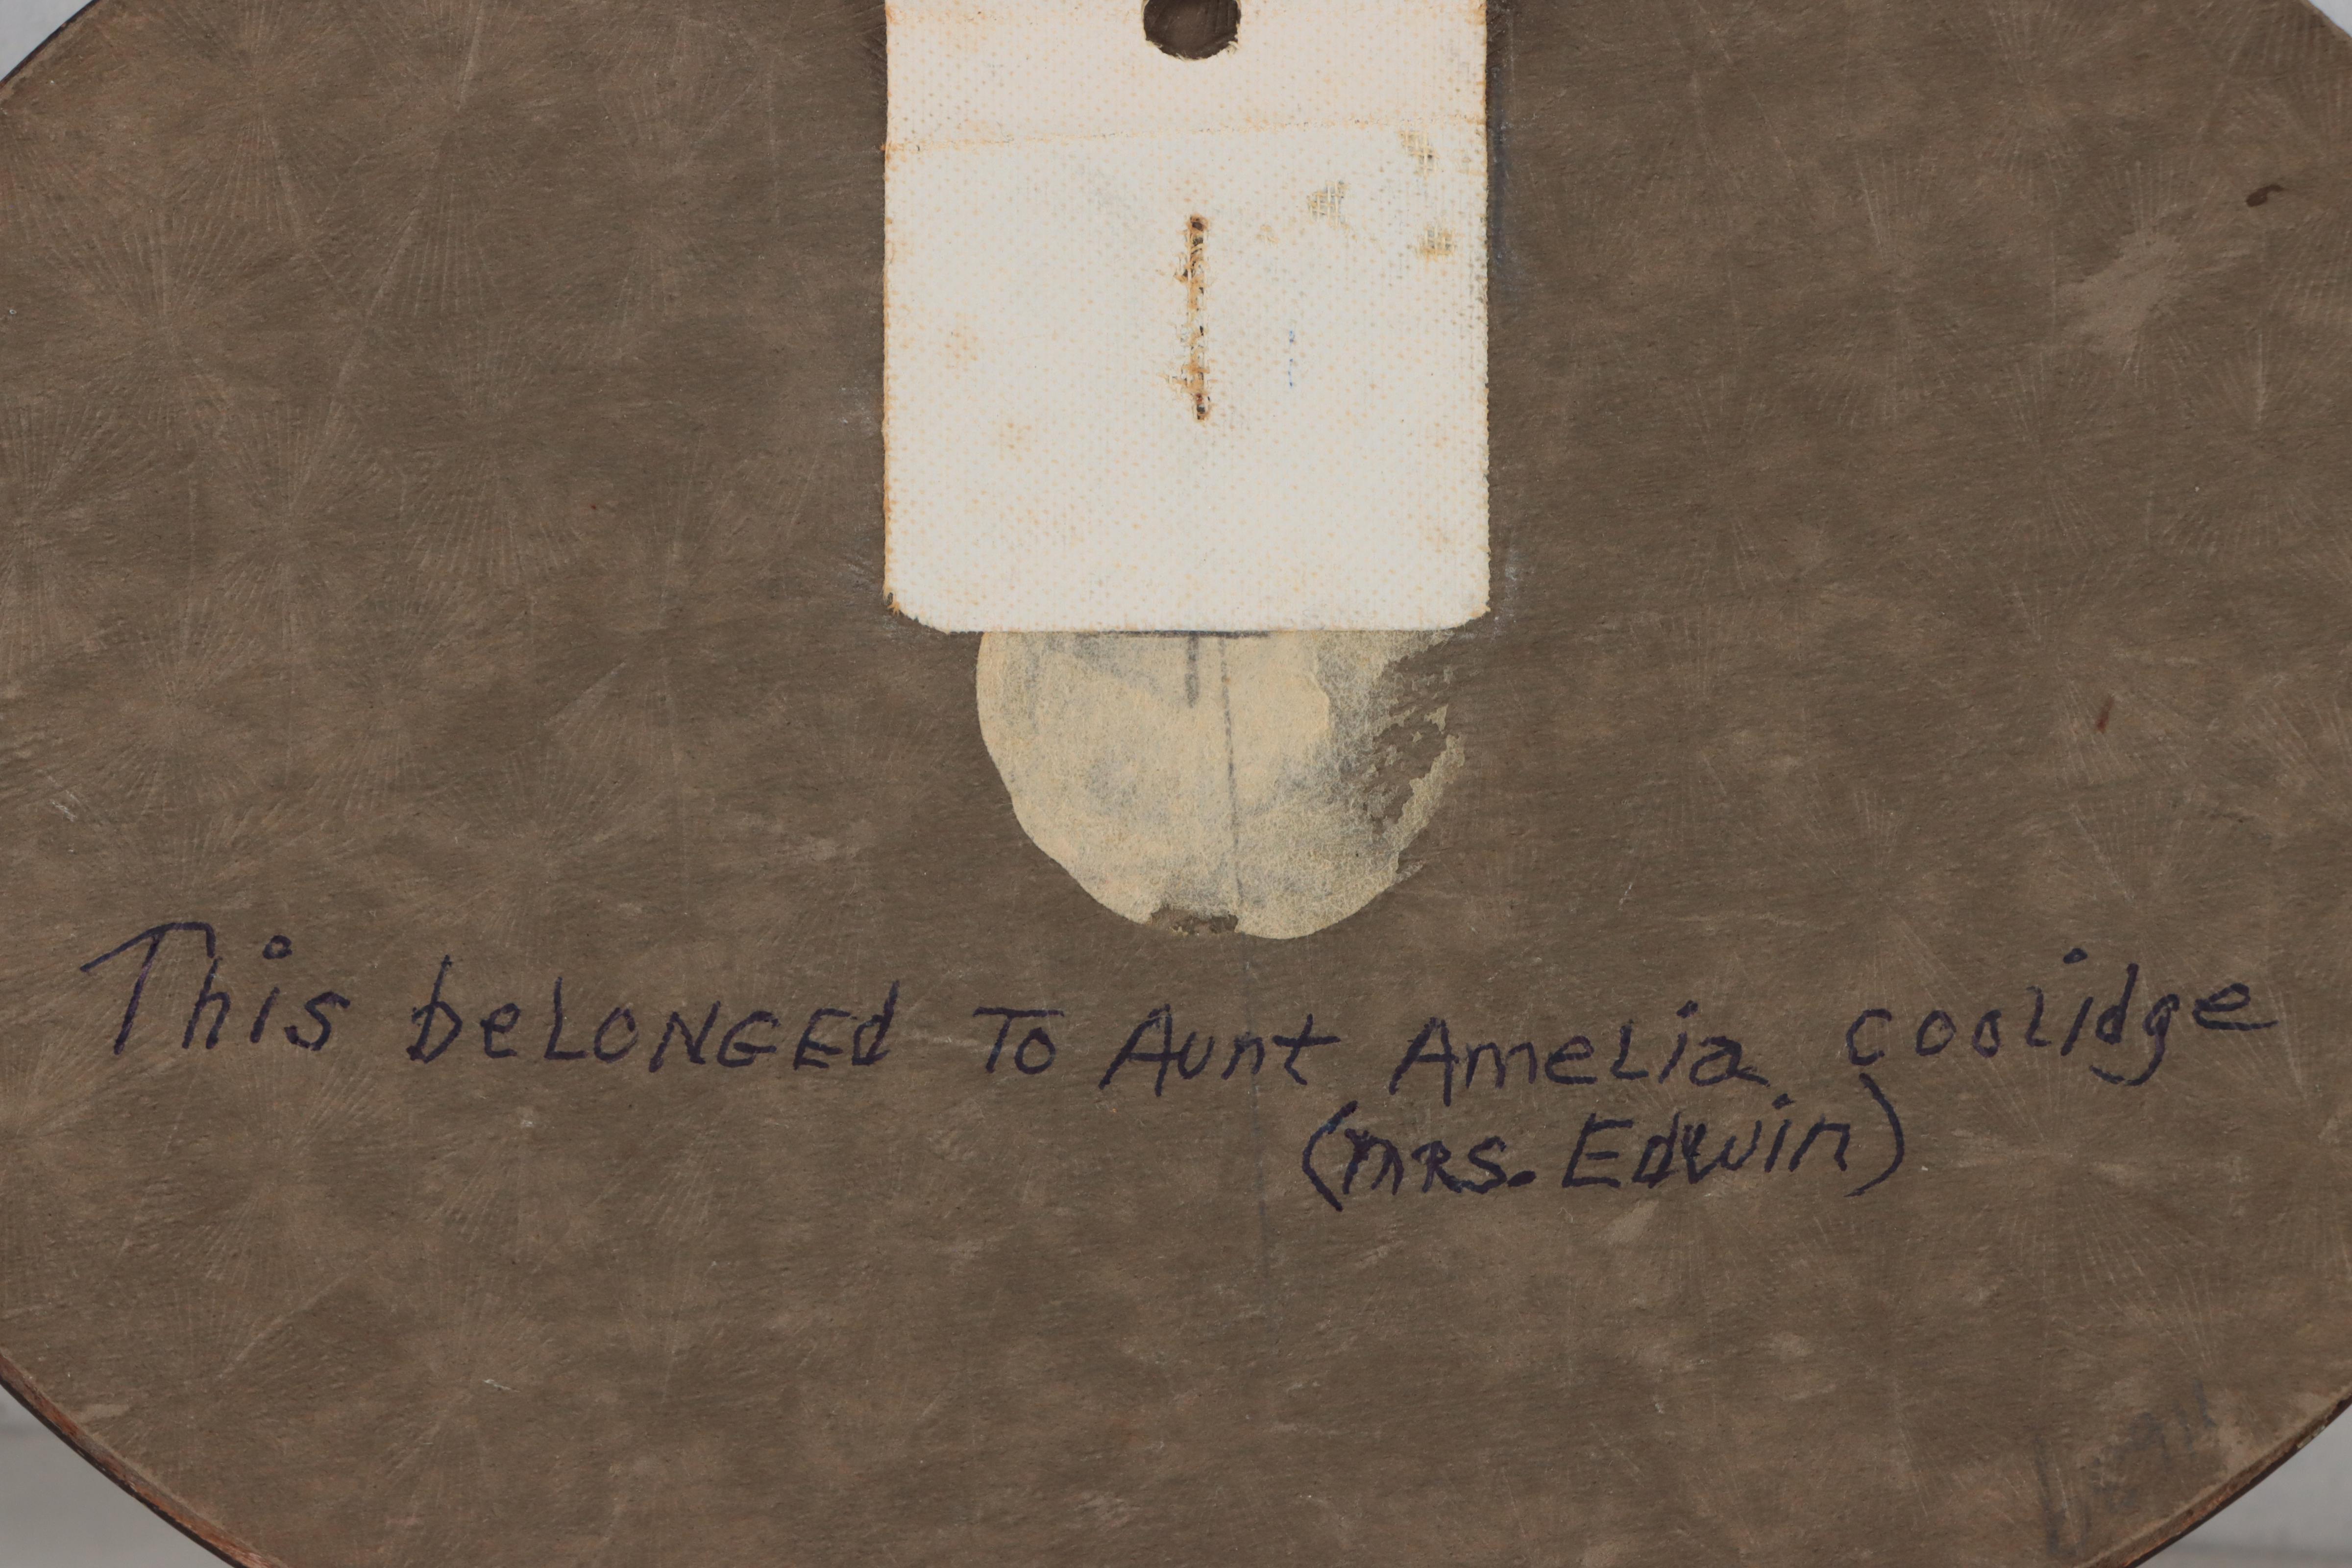 This beLONGEd To Aunt AmeLia coolidge
(mRs. Edwin)